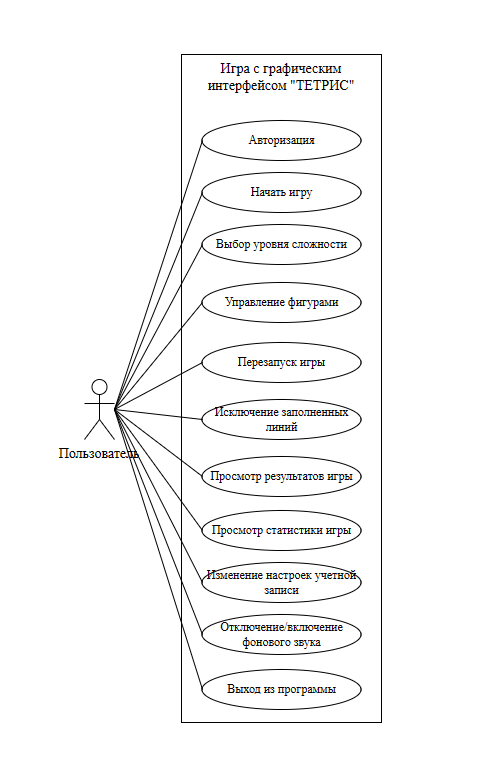 Игра с графическим
интерфейсом "ТЕТРИС"
Авторизация
Начать игру
Выбор уровня сложности
Управление фигурами
Перезапуск игры
Исключение заполненных
линий
Пользователь
Просмотр результатов игры
Просмотр статистики игры
Изменение настроек учетной
записи
Отключение/включение
фонового звука
Выход из программы